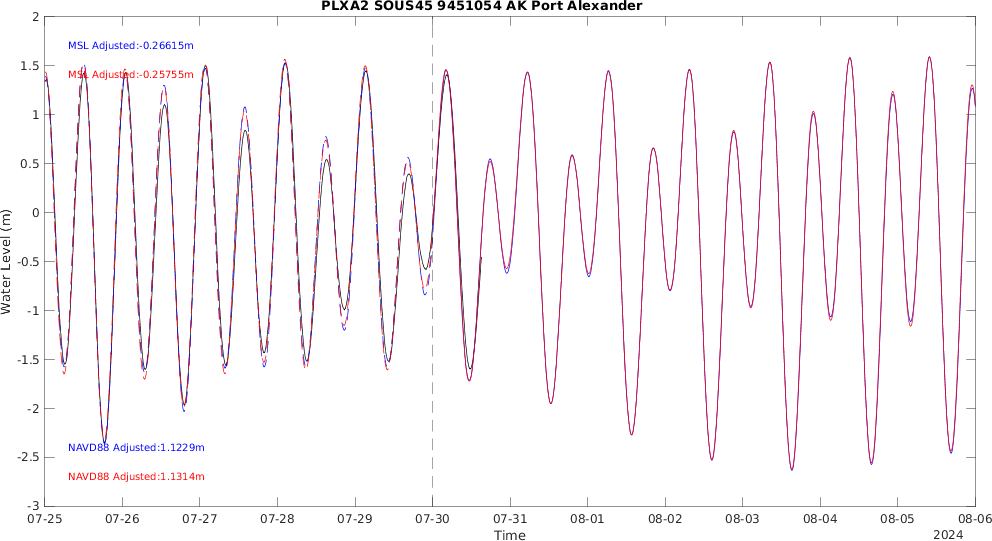 PLXA2 SOUS45 9451054 AK Port Alexander
MSL Adjusted:-0.26615m
MSL Adjusted:-0.25755m
NAVD88 Adjusted:1.1229m
NAVD88 Adjusted:1.1314m
Water Level (m)
2
1.5
1
0.5
0
-0.5
-1
-1.5
-2
-2.5
-3
07-25 07-26 07-27 07-28 07-29 07-30 07-31 08-01 08-02 08-03 08-04 08-05 08-06
Time
2024